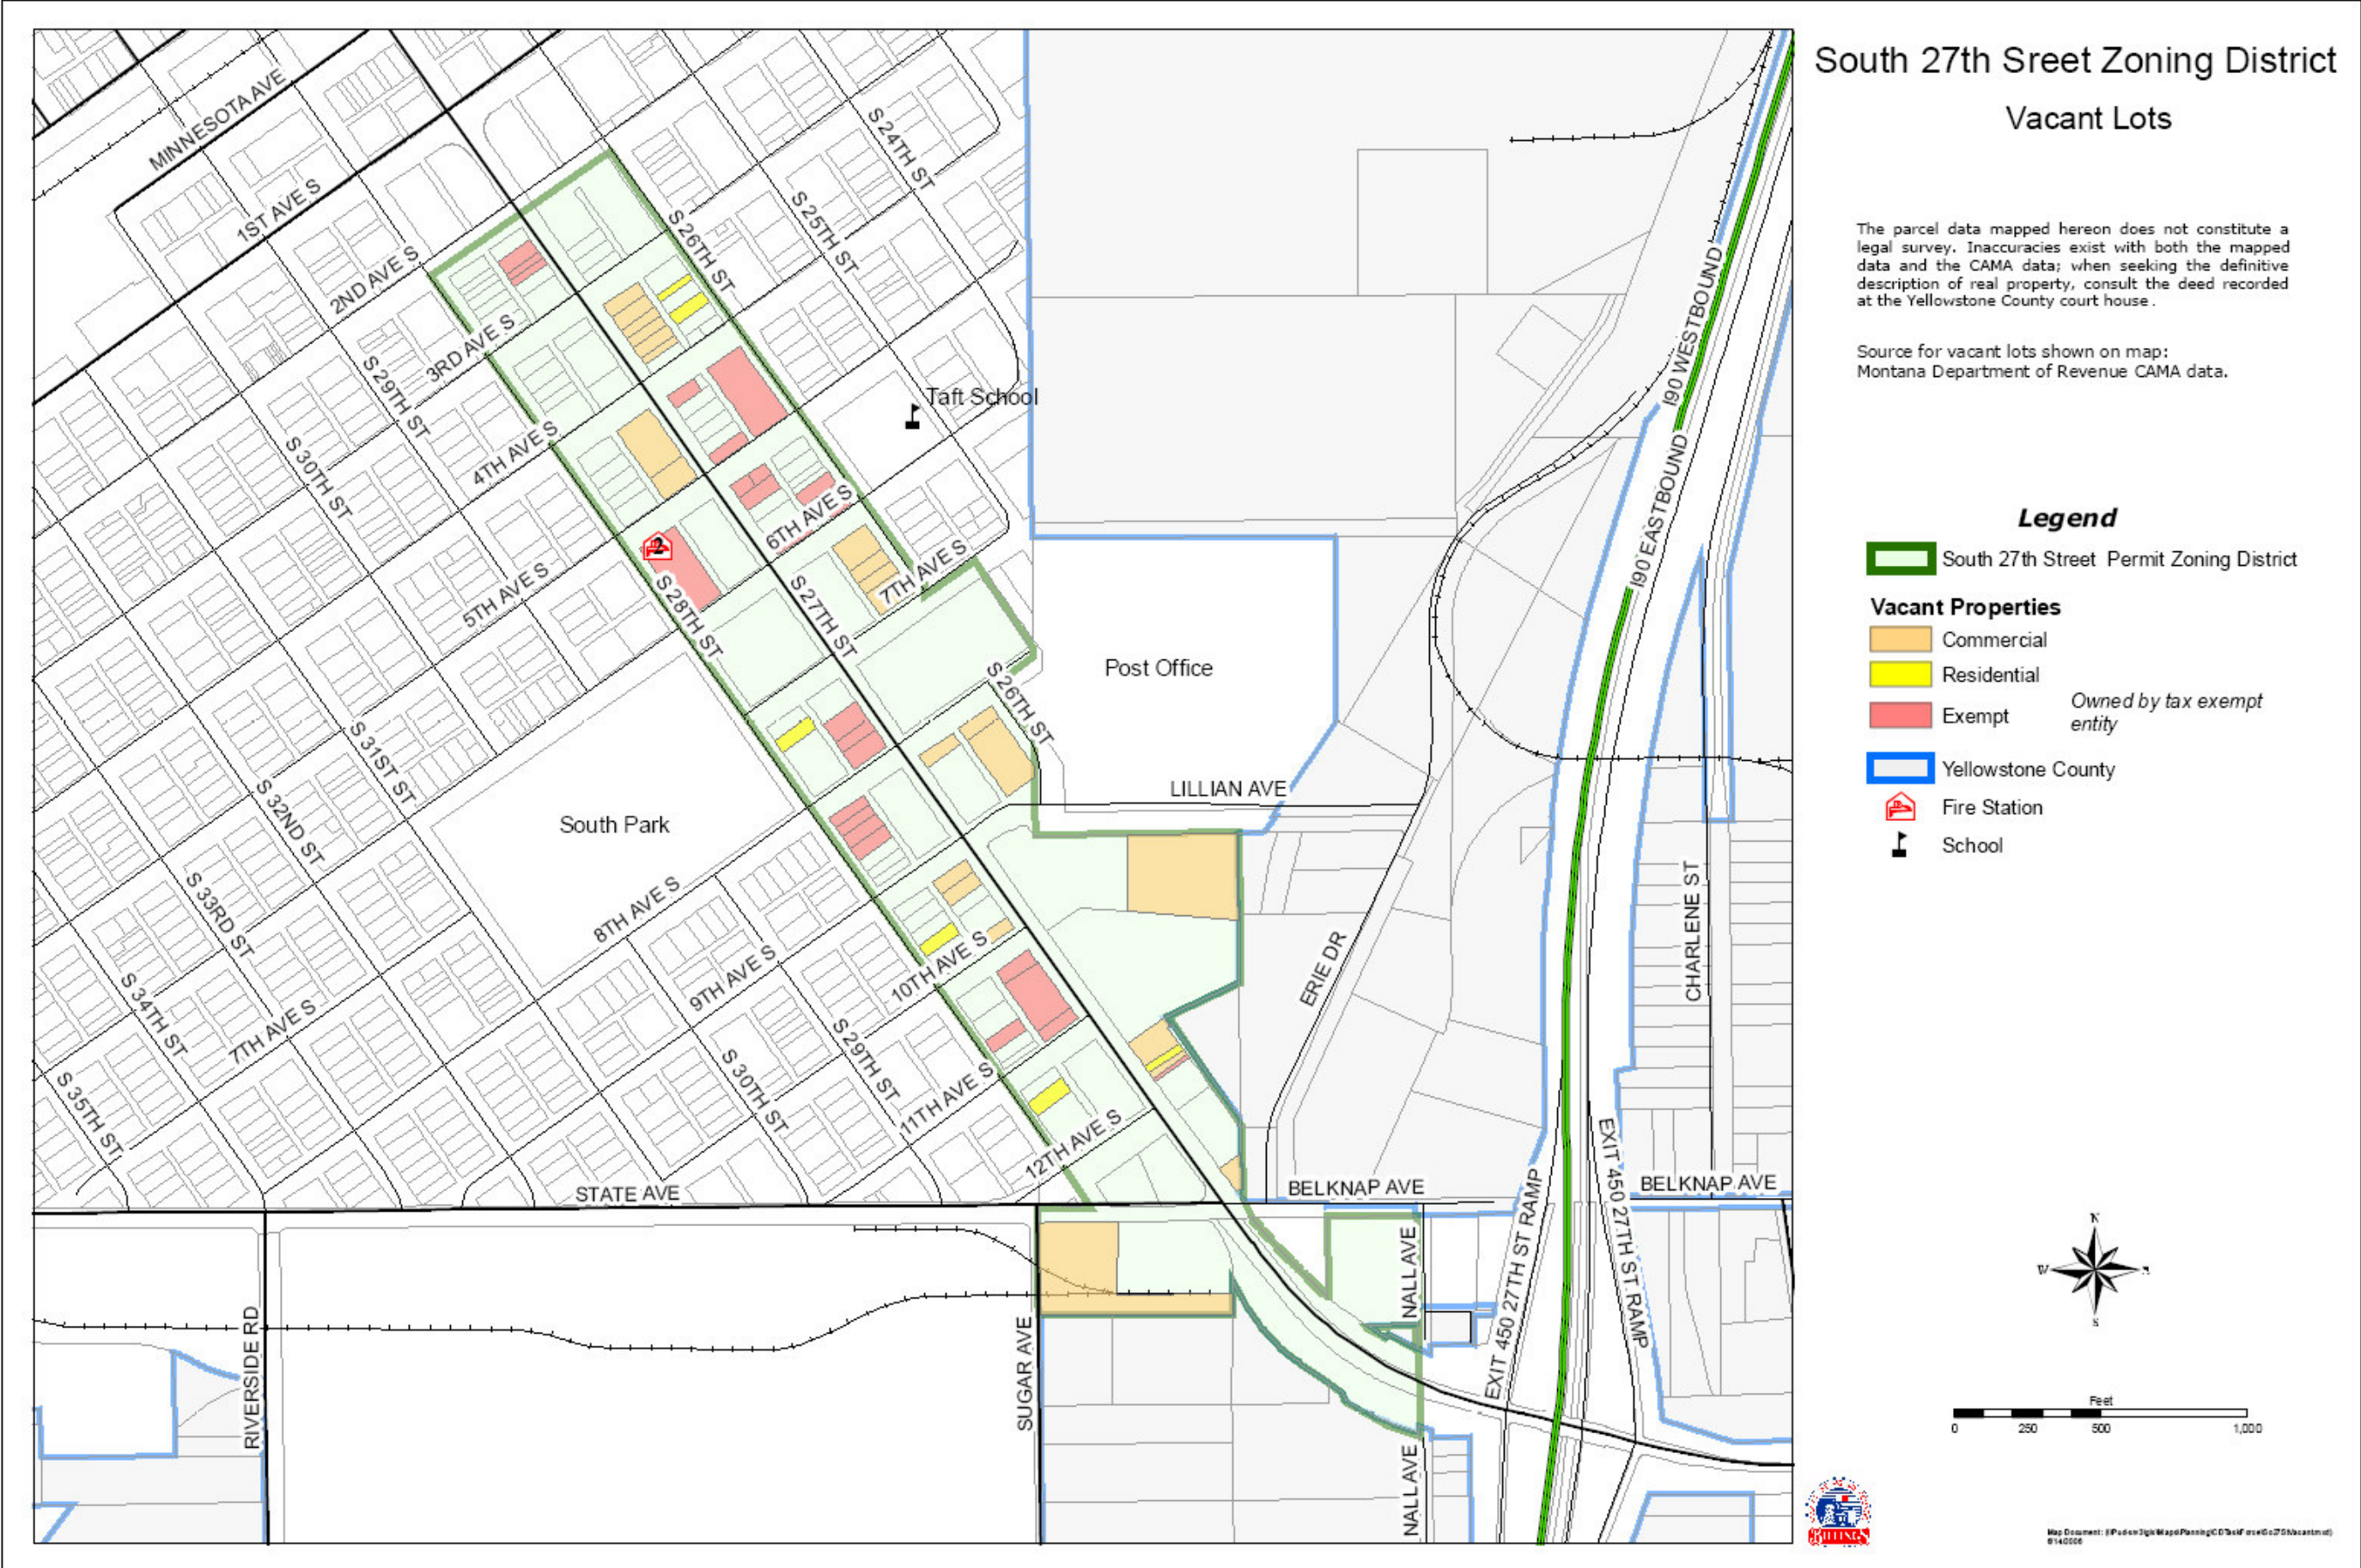 South 27th Sreet Zoning District
Vacant Lots
The parcel data mapped hereon does not constitute a
legal survey. Inaccuracies exist with both the mapped
data and the CAMA data; when seeking the definitive
description of real property, consult the deed recorded
at the Yellowstone County court house.
Source for vacant lots shown on map:
Montana Department of Revenue CAMA data.
Legend
South 27th Street Permit Zoning District
Vacant Properties
Commercial
Residential
Exempt
Owned by tax exempt
entity
Yellowstone County
Fire Station
School
MINNESOTA AVE
1ST AVE S
2ND AVE S
3RD AVE S
4TH AVE S
5TH AVE S
6TH AVE S
7TH AVE S
S 24TH ST
S 25TH ST
S 26TH ST
S 27TH ST
S 28TH ST
S 29TH ST
S 30TH ST
S 31ST ST
S 32ND ST
S 33RD ST
S 34TH ST
S 35TH ST
7TH AVE S
8TH AVE S
9TH AVE S
10TH AVE S
11TH AVE S
12TH AVE S
S 29TH ST
S 30TH ST
S 26TH ST
Taft School
2
Post Office
South Park
LILLIAN AVE
ERIE DR
I90 WESTBOUND
I90 EASTBOUND
CHARLENE ST
STATE AVE
BELKNAP AVE
BELKNAP AVE
EXIT 450 27TH ST RAMP
EXIT 450 27TH ST RAMP
NALL AVE
NALL AVE
SUGAR AVE
RIVERSIDE RD
N
W
S
Feet
0 250 500 1,000
BILLINGS